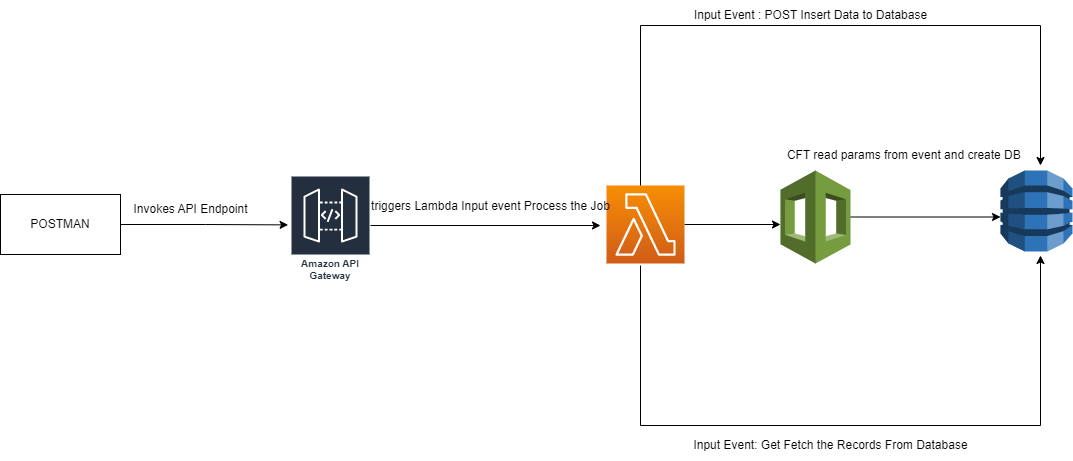 Input Event : POST Insert Data to Database
CFT read params from event and create DB
POSTMAN
Invokes API Endpoint
triggers Lambda Input event Process the Job
Amazon API
Gateway
Input Event: Get Fetch the Records From Database